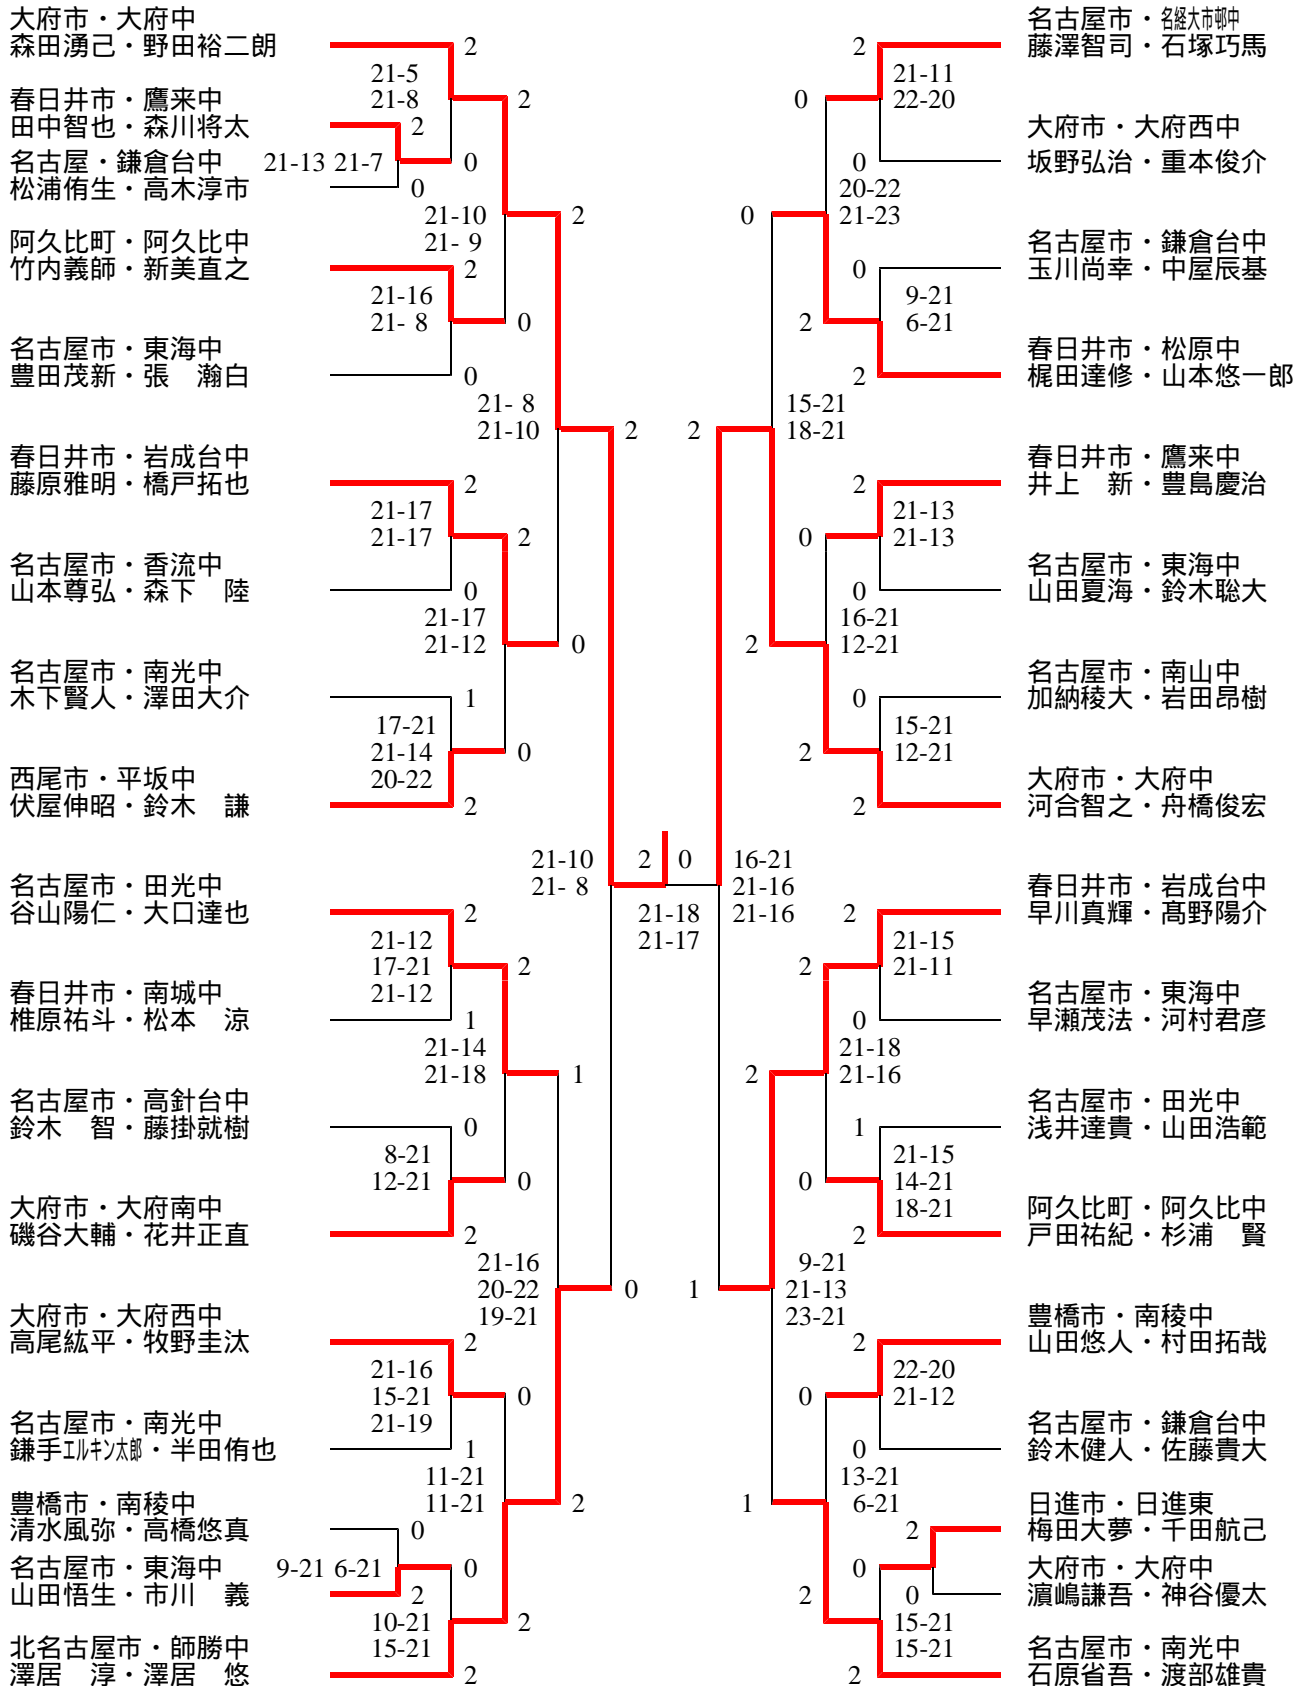 大府市・大府中
森田湧己・野田裕二朗
2
21-5
21-8
2
春日井市・鷹来中
田中智也・森川将太
2
名古屋・鎌倉台中
21-13 21-7
0
松浦侑生・高木淳市
0
21-10
21- 9
2
阿久比町・阿久比中
竹内義師・新美直之
2
21-16
21- 8
0
名古屋市・東海中
豊田茂新・張　瀚白
0
21- 8
21-10
2
春日井市・岩成台中
藤原雅明・橋戸拓也
2
21-17
21-17
2
名古屋市・香流中
山本尊弘・森下　陸
0
21-17
21-12
0
名古屋市・南光中
木下賢人・澤田大介
1
17-21
21-14
20-22
0
西尾市・平坂中
伏屋伸昭・鈴木　謙
2
21-10
21- 8
2
0
21-18
21-17
名古屋市・田光中
谷山陽仁・大口達也
2
21-12
17-21
21-12
2
春日井市・南城中
椎原祐斗・松本　涼
1
21-14
21-18
1
名古屋市・高針台中
鈴木　智・藤掛就樹
0
8-21
12-21
0
大府市・大府南中
磯谷大輔・花井正直
2
21-16
20-22
19-21
0
大府市・大府西中
高尾紘平・牧野圭汰
2
21-16
15-21
21-19
0
名古屋市・南光中
鎌手エルキン太郎・半田侑也
1
11-21
11-21
2
豊橋市・南稜中
清水風弥・高橋悠真
0
名古屋市・東海中
9-21 6-21
0
山田悟生・市川　義
2
10-21
15-21
2
北名古屋市・師勝中
澤居　淳・澤居　悠
2
名古屋市・名経大市邨中
藤澤智司・石塚巧馬
2
21-11
22-20
0
大府市・大府西中
坂野弘治・重本俊介
0
20-22
21-23
0
名古屋市・鎌倉台中
玉川尚幸・中屋辰基
0
9-21
6-21
2
春日井市・松原中
梶田達修・山本悠一郎
2
15-21
18-21
2
春日井市・鷹来中
井上　新・豊島慶治
2
21-13
21-13
0
名古屋市・東海中
山田夏海・鈴木聡大
0
16-21
12-21
2
名古屋市・南山中
加納稜大・岩田昂樹
0
15-21
12-21
2
大府市・大府中
河合智之・舟橋俊宏
2
16-21
21-16
21-16
春日井市・岩成台中
早川真輝・髙野陽介
2
21-15
21-11
2
名古屋市・東海中
早瀬茂法・河村君彦
0
21-18
21-16
2
名古屋市・田光中
浅井達貴・山田浩範
1
21-15
14-21
18-21
0
阿久比町・阿久比中
戸田祐紀・杉浦　賢
2
9-21
21-13
23-21
1
豊橋市・南稜中
山田悠人・村田拓哉
2
22-20
21-12
0
名古屋市・鎌倉台中
鈴木健人・佐藤貴大
0
13-21
6-21
1
日進市・日進東
梅田大夢・千田航己
2
0
大府市・大府中
濵嶋謙吾・神谷優太
0
2
15-21
15-21
名古屋市・南光中
石原省吾・渡部雄貴
2